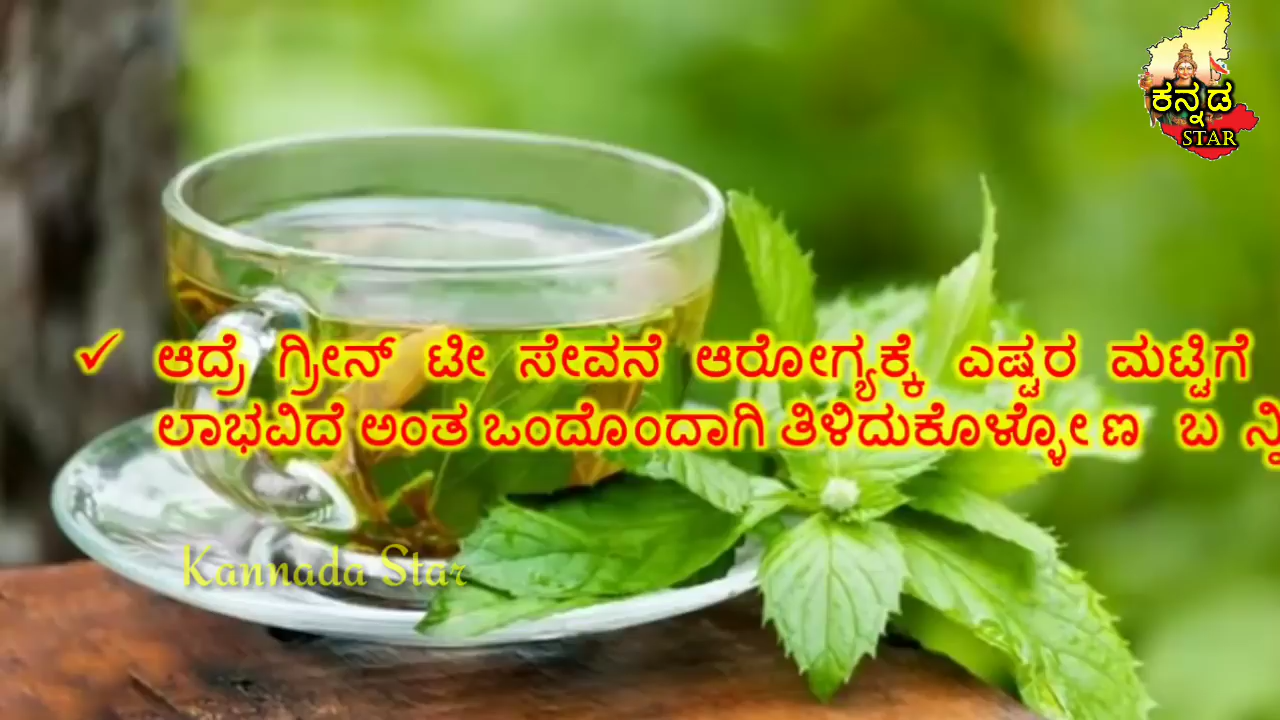 ಕನ್ನಡ
STAR
✓ ಆದ್ರೆ ಗ್ರೀನ್ ಟೀ ಸೇವನೆ ಆರೋಗ್ಯಕ್ಕೆ ಎಷ್ಟರ ಮಟ್ಟಿಗೆ
ಲಾಭವಿದೆ ಅಂತ ಒಂದೊಂದಾಗಿ ತಿಳಿದುಕೊಳ್ಳೋಣ ಬ ನ್ನಿ
Kannada Star